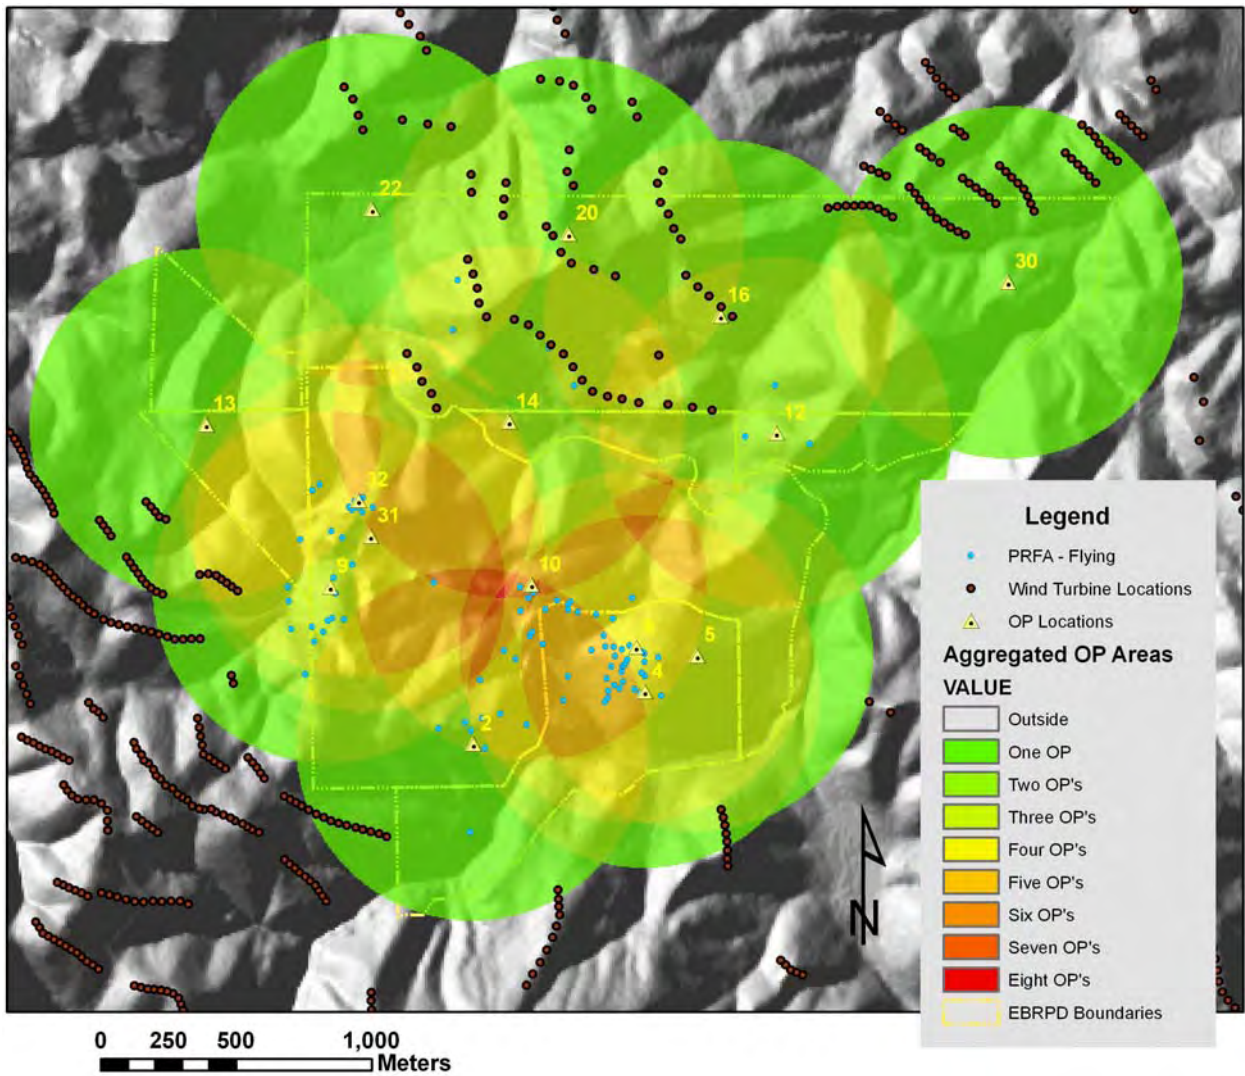 22
20
30
16
13
14
12
32
31
9
10
5
4
2
Legend
PRFA - Flying
Wind Turbine Locations
OP Locations
Aggregated OP Areas
VALUE
Outside
One OP
Two OP's
Three OP's
Four OP's
Five OP's
Six OP's
Seven OP's
Eight OP's
EBRPD Boundaries
N
0 250 500 1,000
Meters